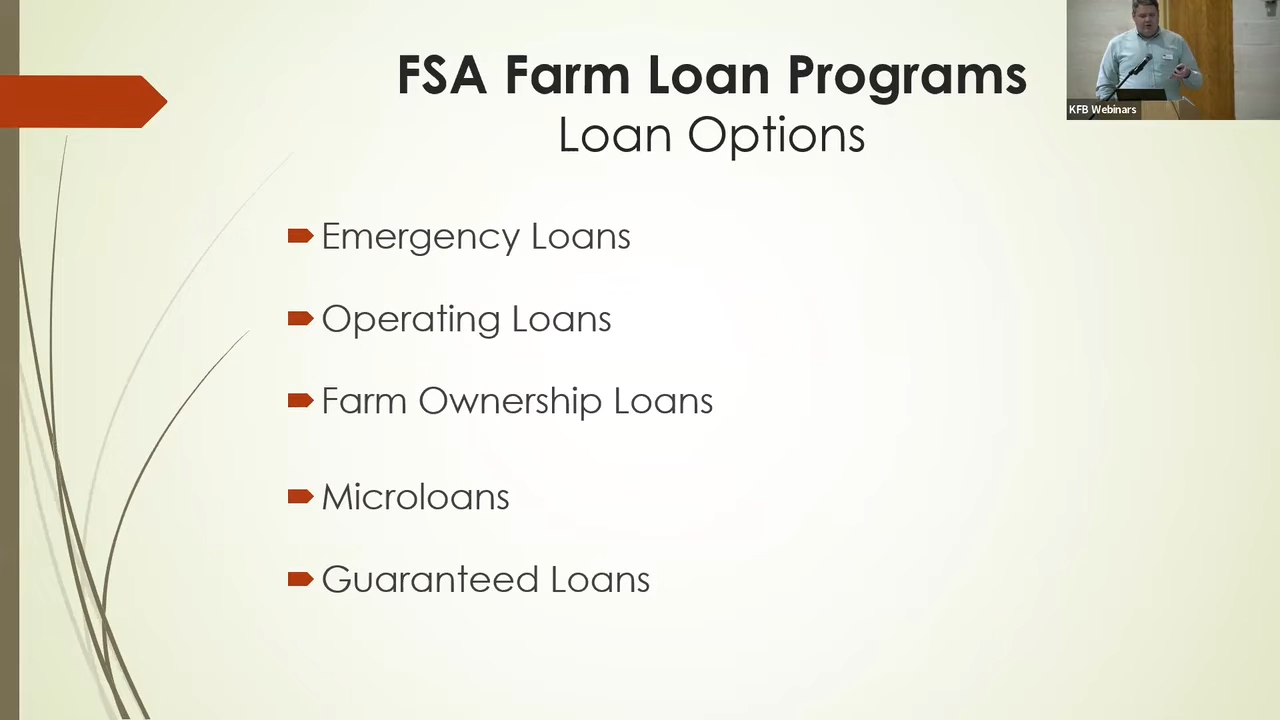 FSA Farm Loan Programs
Loan Options
KFB Webinars
Emergency Loans
Operating Loans
Farm Ownership Loans
Microloans
Guaranteed Loans